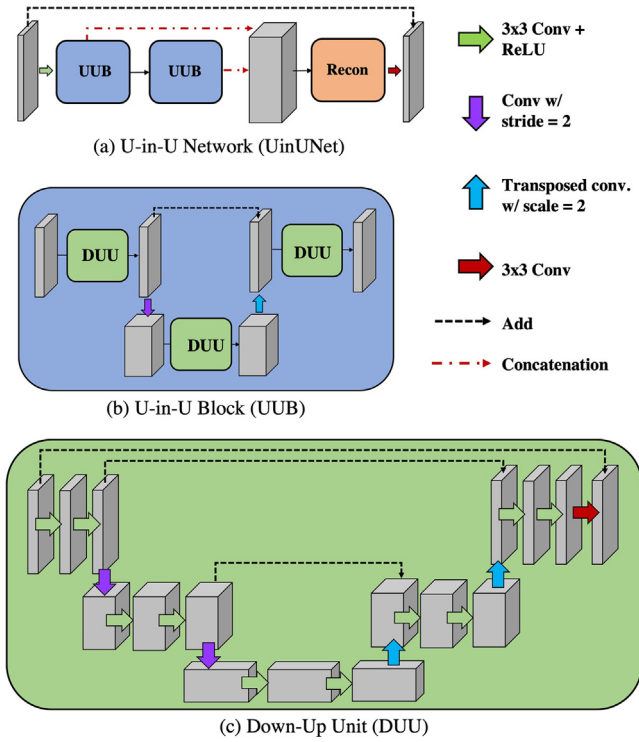 UUB
UUB
Recon
(a) U-in-U Network (UinUNet)
3x3 Conv +
ReLU
Conv w/
stride = 2
Transposed conv.
w/ scale = 2
3x3 Conv
Add
Concatenation
DUU
DUU
DUU
(b) U-in-U Block (UUB)
(c) Down-Up Unit (DUU)